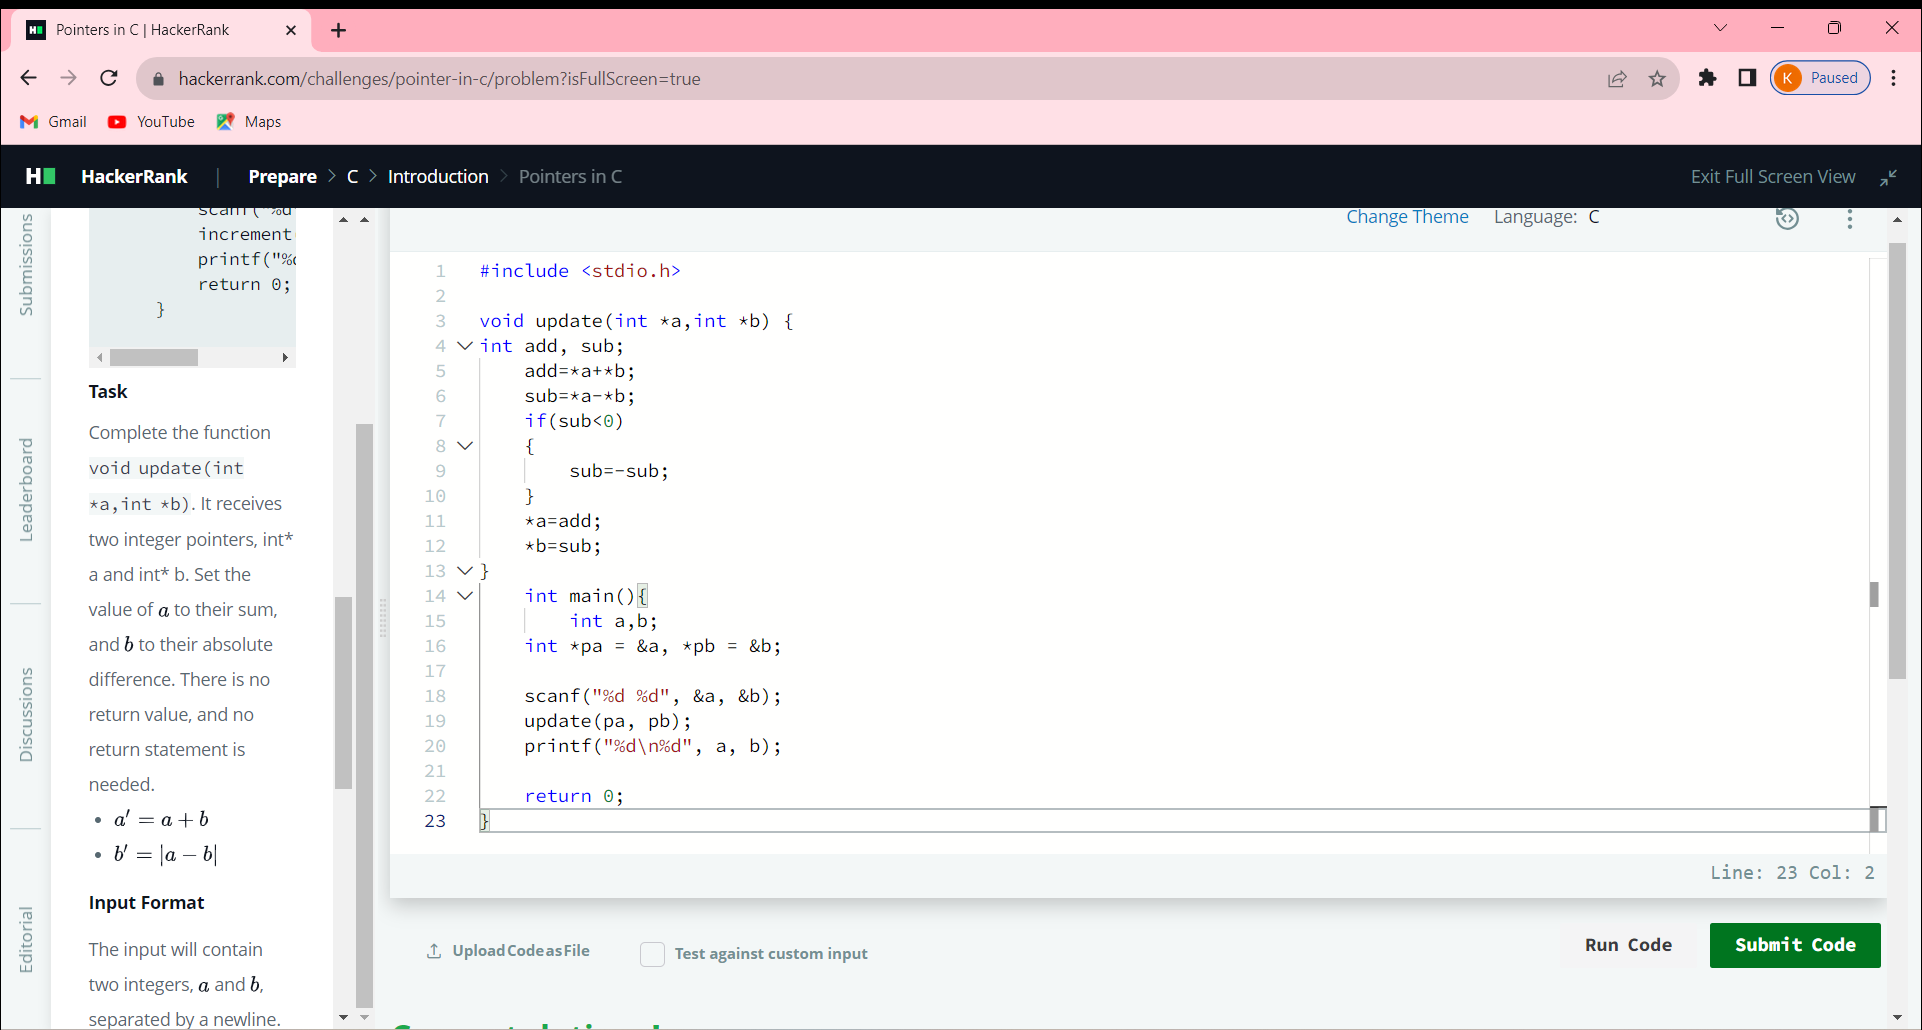 Pointers in C | HackerRank
hackerrank.com/challenges/pointer-in-c/problem?isFullScreen=true
K Paused
Gmail YouTube Maps
HackerRank | Prepare > C > Introduction > Pointers in C
Exit Full Screen View
Submissions
Leaderboard
Discussions
Editorial
scanf("%d
increment
printf("%
return 0;
}
Task
Complete the function
void update(int
*a,int *b). It receives
two integer pointers, int*
a and int* b. Set the
value of a to their sum,
and b to their absolute
difference. There is no
return value, and no
return statement is
needed.
• a′ = a + b
• b′ = |a − b|
Input Format
The input will contain
two integers, a and b,
separated by a newline.
Change Theme Language: C
1 #include <stdio.h>
2
3 void update(int *a,int *b) {
4 int add, sub;
5 add=*a+*b;
6 sub=*a-*b;
7 if(sub<0)
8 {
9 sub=-sub;
10 }
11 *a=add;
12 *b=sub;
13 }
14 int main(){
15 int a,b;
16 int *pa = &a, *pb = &b;
17
18 scanf("%d %d", &a, &b);
19 update(pa, pb);
20 printf("%d\n%d", a, b);
21
22 return 0;
23 }
Line: 23 Col: 2
Upload Code as File
Test against custom input
Run Code
Submit Code